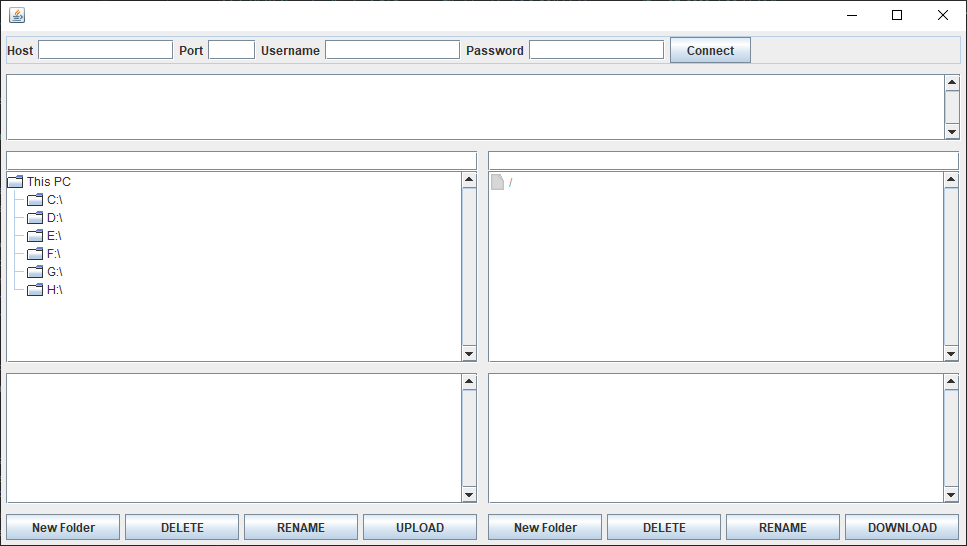 Host Port Username Password Connect
This PC
C:\
D:\
E:\
F:\
G:\
H:\
/
New Folder DELETE RENAME UPLOAD New Folder DELETE RENAME DOWNLOAD